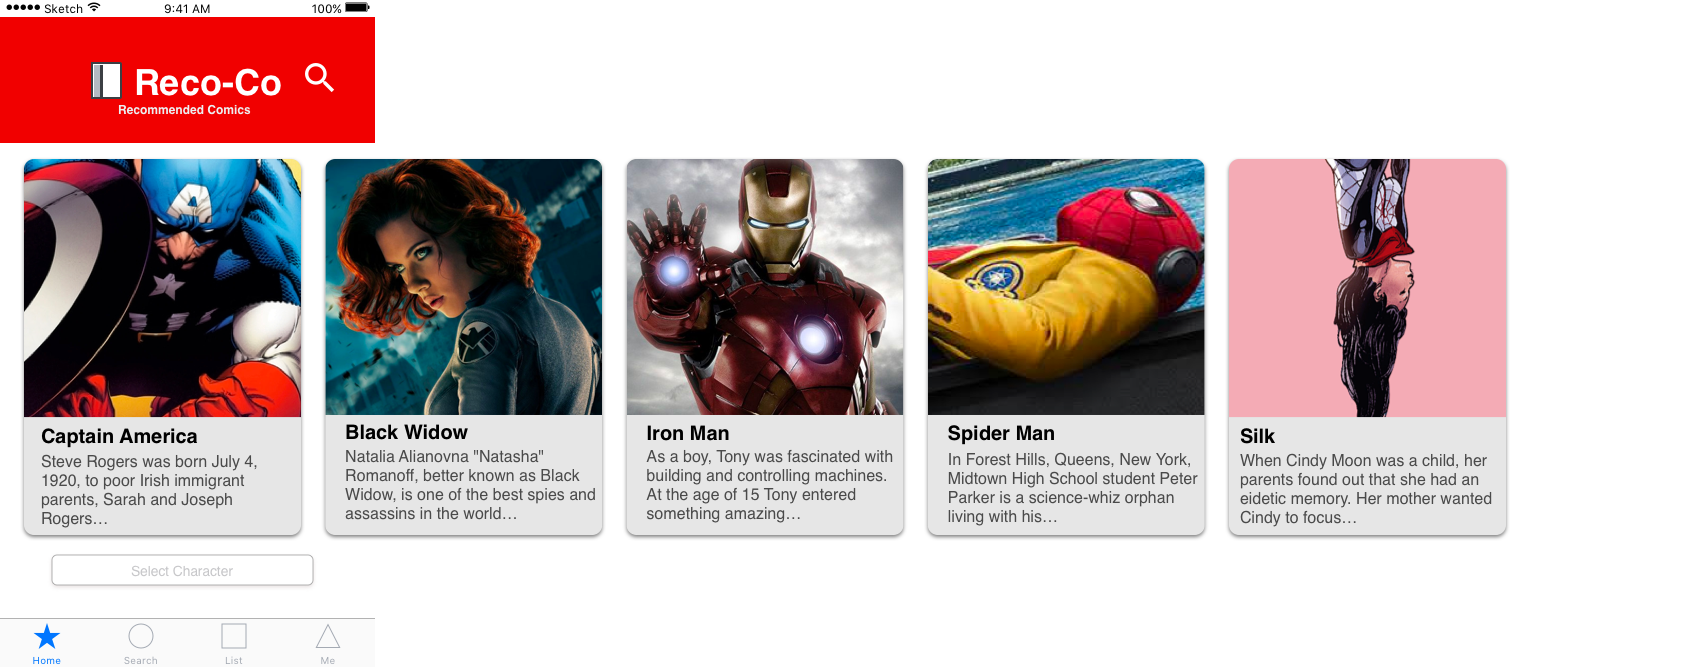 Sketch 9:41 AM 100%
Reco-Co
Recommended Comics
A
Captain America
Steve Rogers was born July 4,
1920, to poor Irish immigrant
parents, Sarah and Joseph
Rogers…
Black Widow
Natalia Alianovna "Natasha"
Romanoff, better known as Black
Widow, is one of the best spies and
assassins in the world…
Iron Man
As a boy, Tony was fascinated with
building and controlling machines.
At the age of 15 Tony entered
something amazing…
Spider Man
In Forest Hills, Queens, New York,
Midtown High School student Peter
Parker is a science-whiz orphan
living with his…
Silk
When Cindy Moon was a child, her
parents found out that she had an
eidetic memory. Her mother wanted
Cindy to focus…
Select Character
Home Search List Me